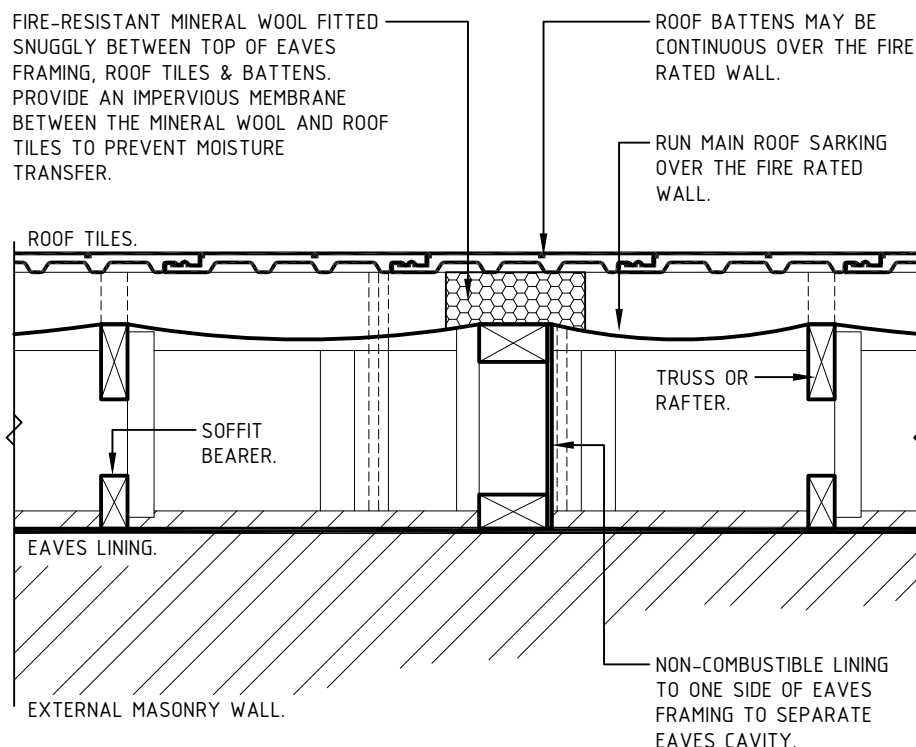 FIRE-RESISTANT MINERAL WOOL FITTED
SNUGGLY BETWEEN TOP OF EAVES
FRAMING, ROOF TILES & BATTENS.
PROVIDE AN IMPERVIOUS MEMBRANE
BETWEEN THE MINERAL WOOL AND ROOF
TILES TO PREVENT MOISTURE
TRANSFER.
ROOF BATTENS MAY BE
CONTINUOUS OVER THE FIRE
RATED WALL.
RUN MAIN ROOF SARKING
OVER THE FIRE RATED
WALL.
ROOF TILES.
TRUSS OR
RAFTER.
SOFFIT
BEARER.
EAVES LINING.
NON-COMBUSTIBLE LINING
TO ONE SIDE OF EAVES
FRAMING TO SEPARATE
EAVES CAVITY.
EXTERNAL MASONRY WALL.